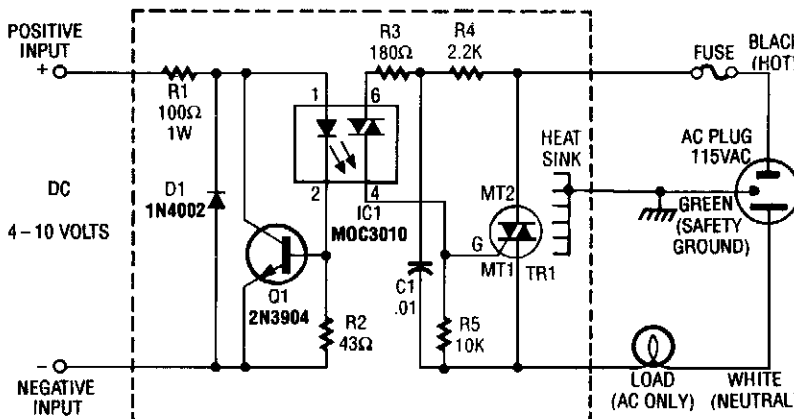 POSITIVE
INPUT
+
R1
100Ω
1W
DC
4 – 10 VOLTS
D1
1N4002
Q1
2N3904
–
NEGATIVE
INPUT
1
2
6
4
IC1
MOC3010
R2
43Ω
R3
180Ω
R4
2.2K
C1
.01
R5
10K
G
MT2
MT1
TR1
HEAT
SINK
FUSE
BLACK
(HOT)
AC PLUG
115VAC
GREEN
(SAFETY
GROUND)
LOAD
(AC ONLY)
WHITE
(NEUTRAL)